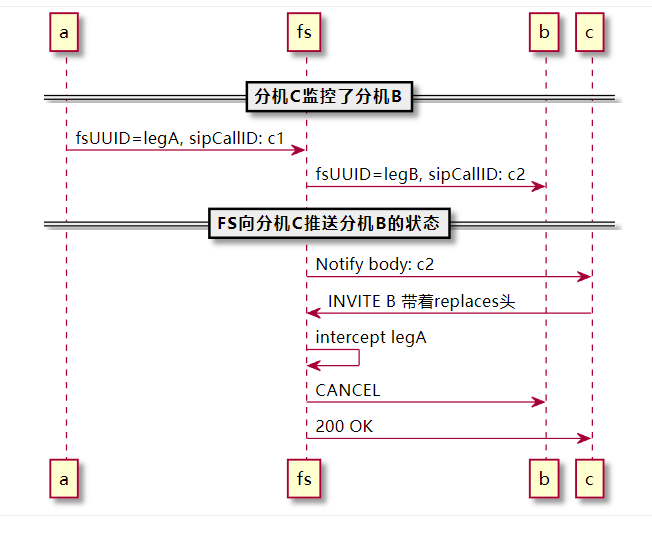 a fs b c
分机C监控了分机B
fsUUID=legA, sipCallID: c1
fsUUID=legB, sipCallID: c2
FS向分机C推送分机B的状态
Notify body: c2
INVITE B 带着replaces头
intercept legA
CANCEL
200 OK
a fs b c